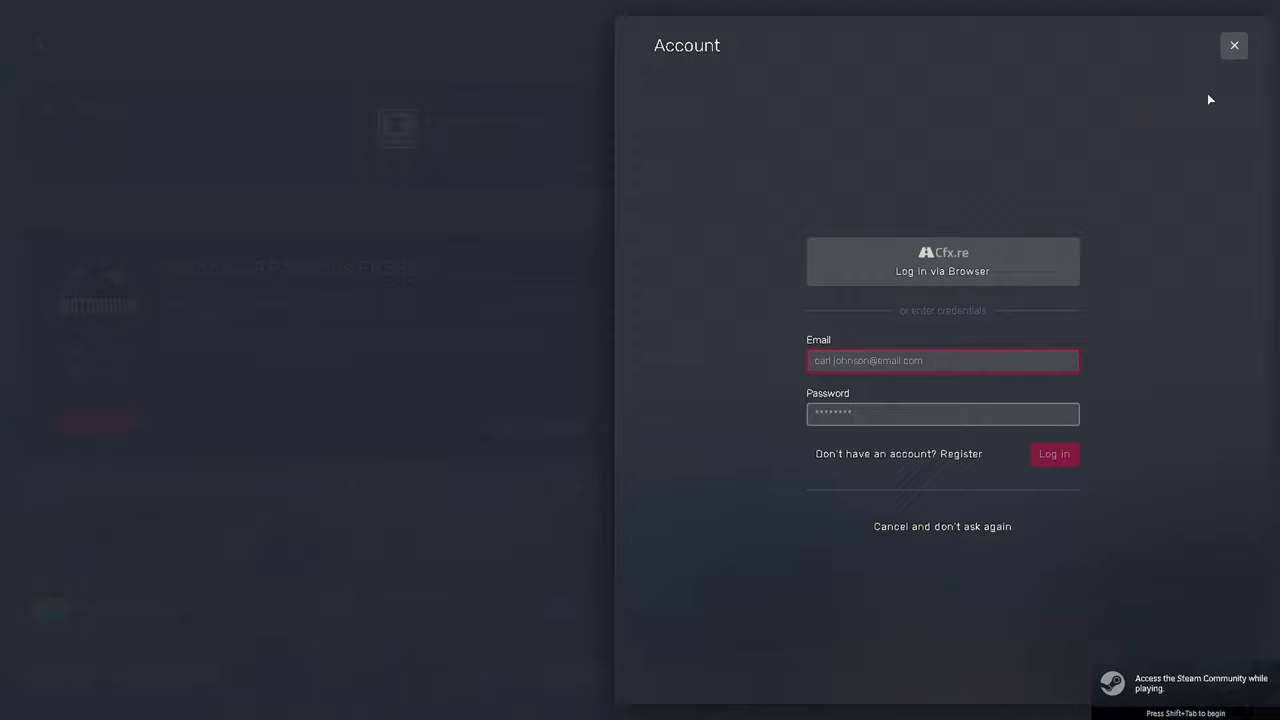 Account
Cfx.re
Log in via Browser
or enter credentials
Email
carl.johnson@email.com
Password
********
Don't have an account? Register
Log in
Cancel and don't ask again
Access the Steam Community while
playing.
Press Shift+Tab to begin